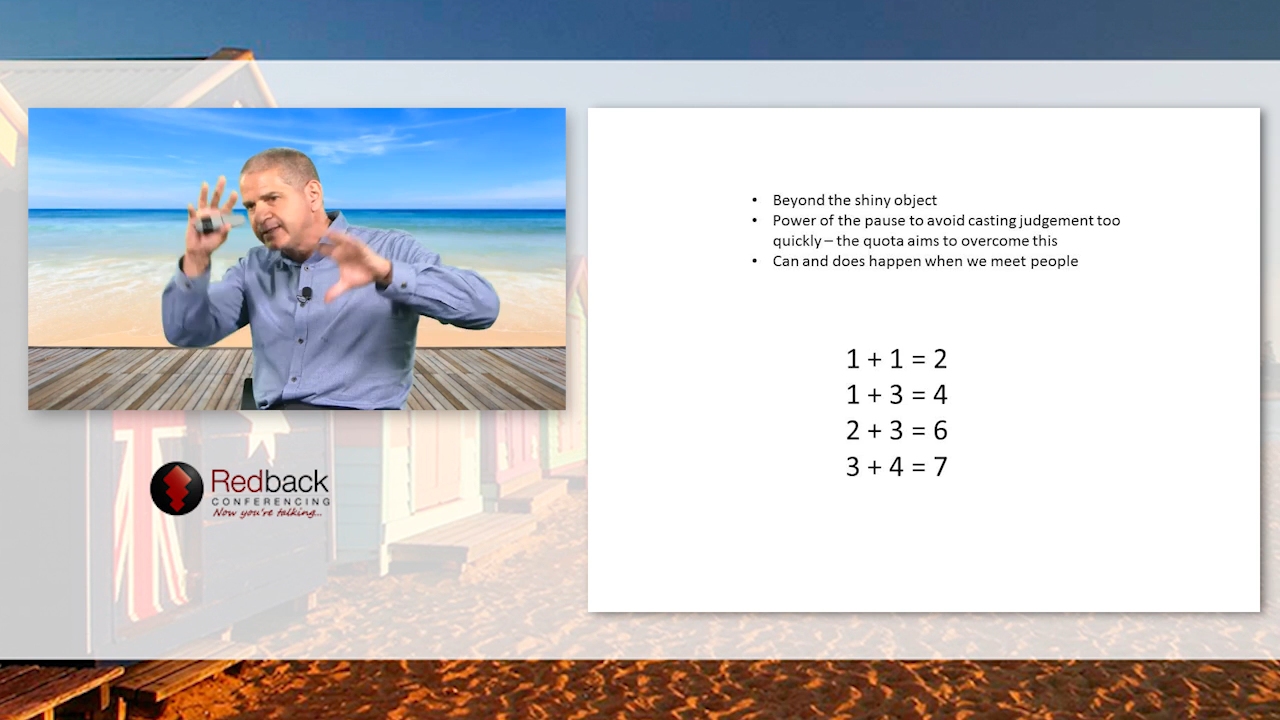 • Beyond the shiny object
• Power of the pause to avoid casting judgement too
quickly – the quota aims to overcome this
• Can and does happen when we meet people
1 + 1 = 2
1 + 3 = 4
2 + 3 = 6
3 + 4 = 7
Redback
CONFERENCING
Now you're talking...